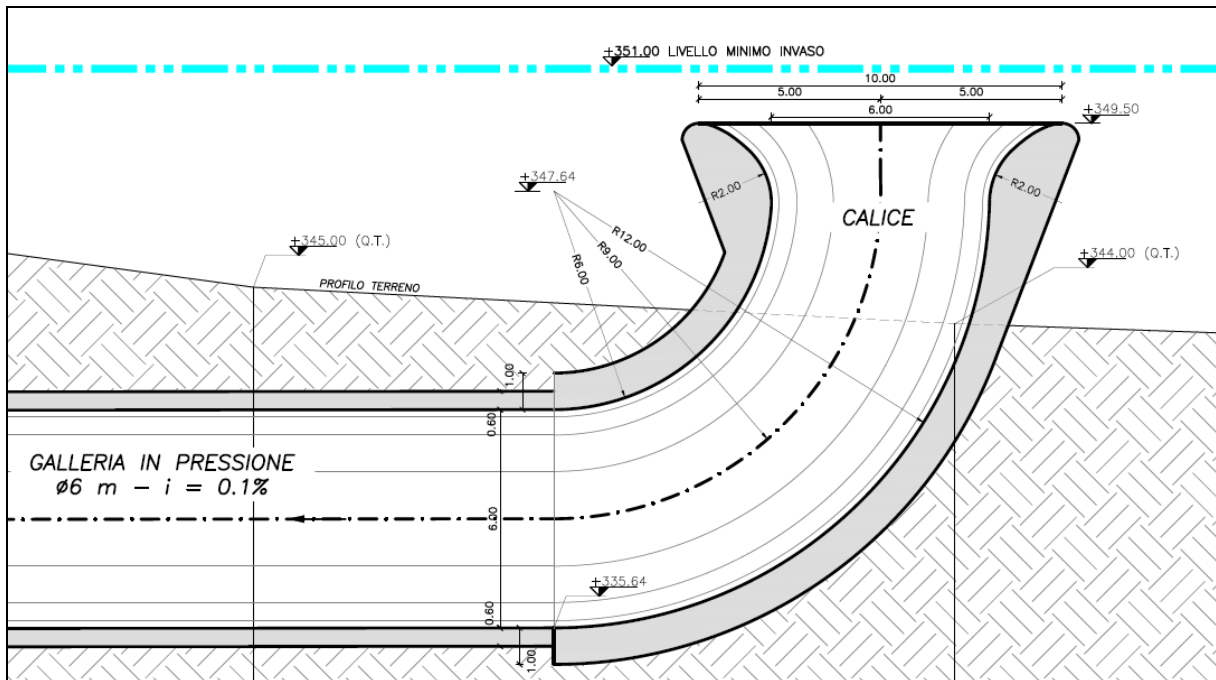 +351.00 LIVELLO MINIMO INVASO
10.00
5.00 5.00
6.00
+349.50
+347.64
R2.00
R2.00
CALICE
R12.00
R9.00
R6.00
+345.00 (Q.T.)
+344.00 (Q.T.)
PROFILO TERRENO
1.00
0.60
GALLERIA IN PRESSIONE
ø6 m - i = 0.1%
6.00
+335.64
0.60
1.00